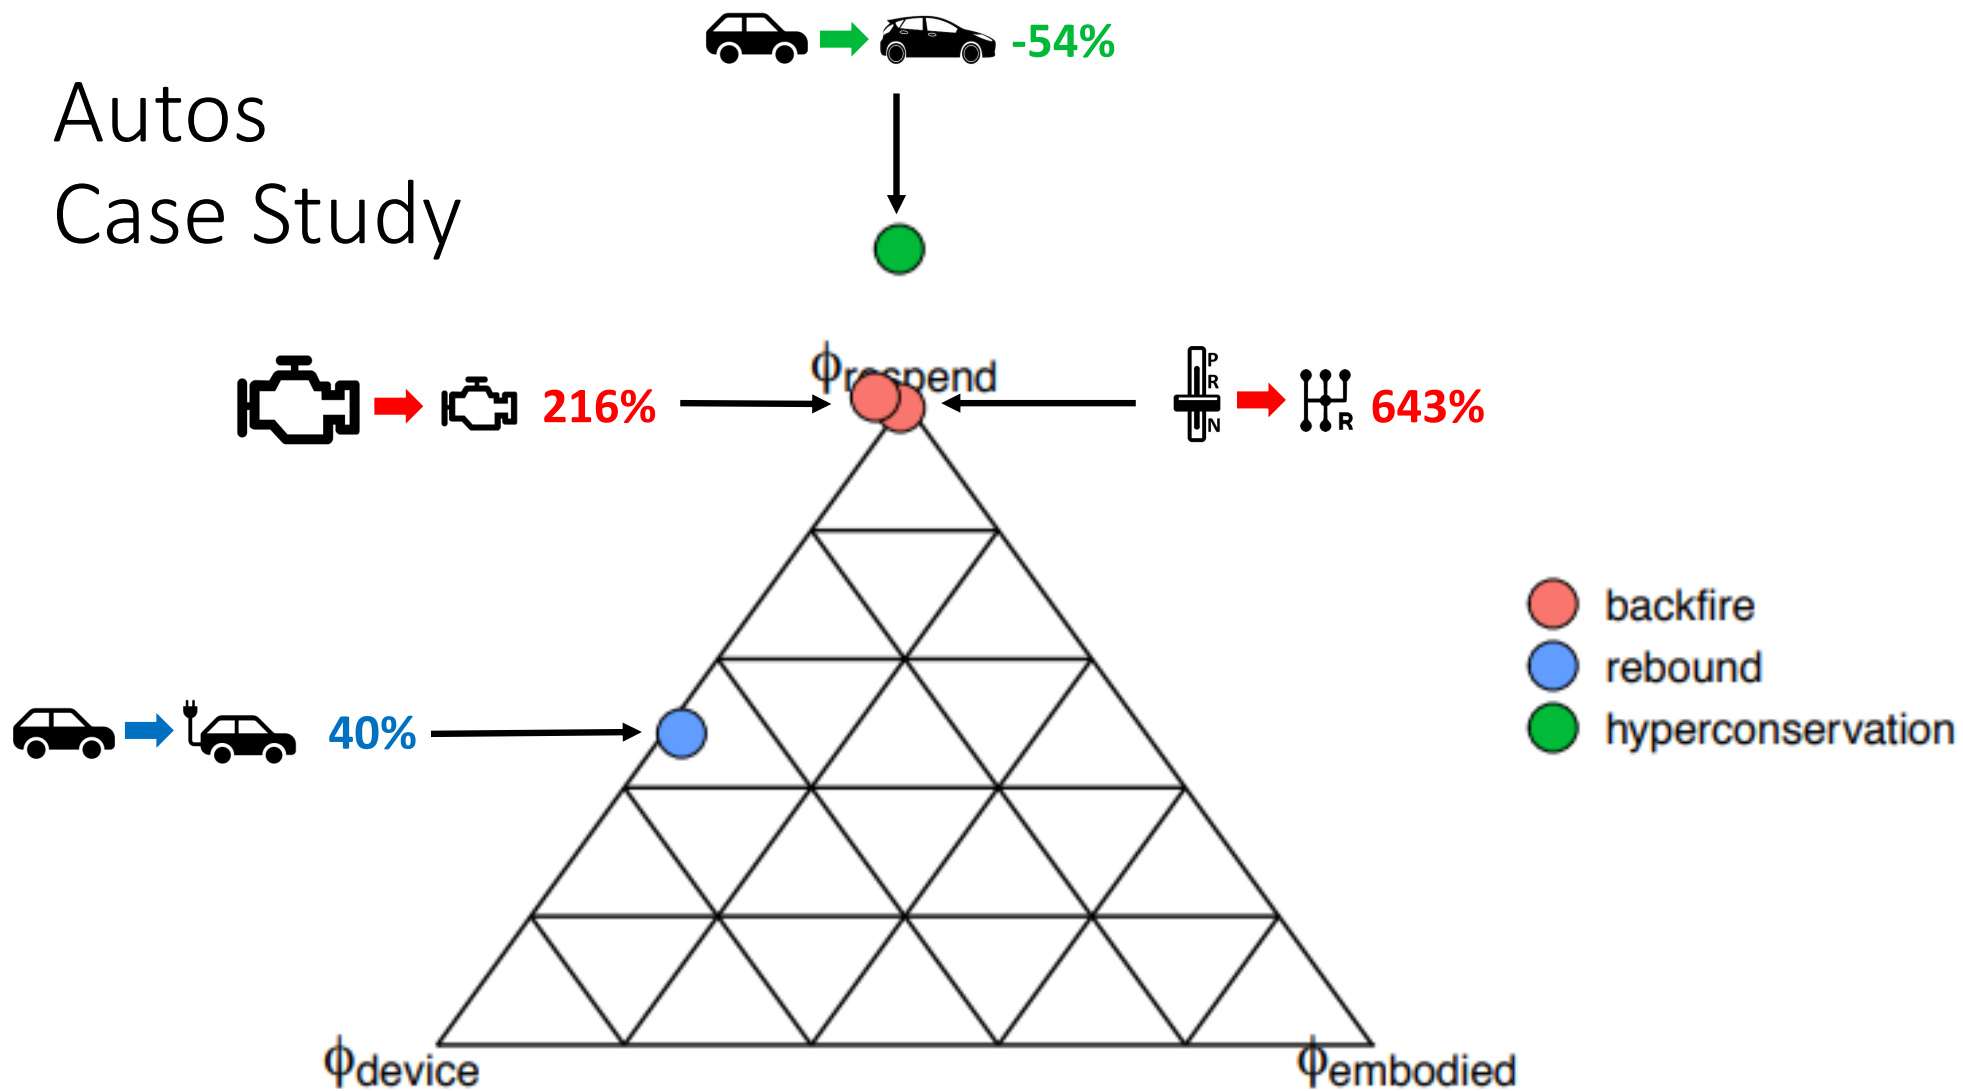 -54%
Autos
Case Study
ϕrespend
216%
P
R
N
R
643%
backfire
rebound
hyperconservation
40%
ϕdevice
ϕembodied